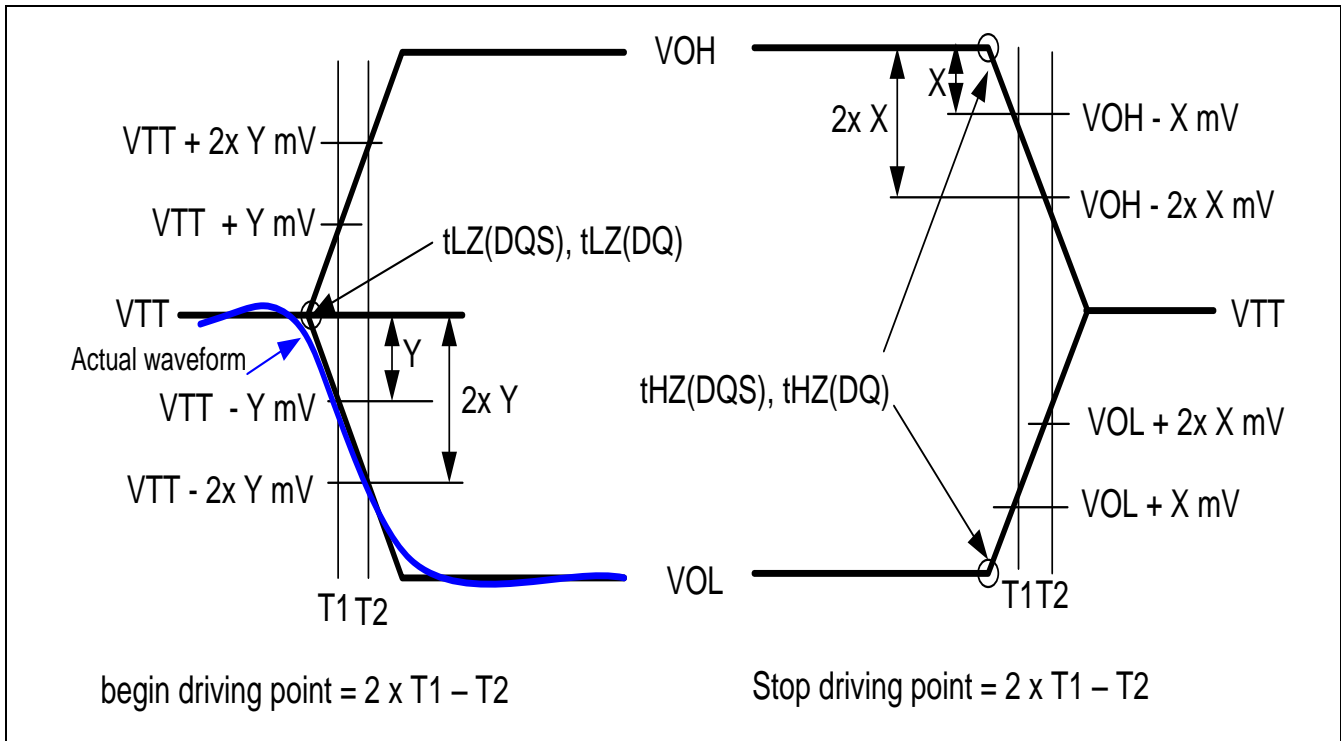 VOH
X
2x X
VOH - X mV
VTT + 2x Y mV
VOH - 2x X mV
VTT + Y mV
tLZ(DQS), tLZ(DQ)
VTT
VTT
Actual waveform
Y
2x Y
tHZ(DQS), tHZ(DQ)
VTT - Y mV
VOL + 2x X mV
VTT - 2x Y mV
VOL + X mV
VOL
T1 T2
T1 T2
begin driving point = 2 x T1 – T2
Stop driving point = 2 x T1 – T2